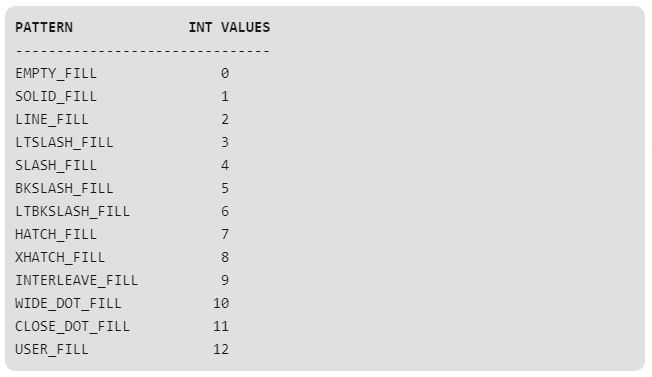 PATTERN INT VALUES
-------------------------------
EMPTY_FILL 0
SOLID_FILL 1
LINE_FILL 2
LTSLASH_FILL 3
SLASH_FILL 4
BKSLASH_FILL 5
LTBKSLASH_FILL 6
HATCH_FILL 7
XHATCH_FILL 8
INTERLEAVE_FILL 9
WIDE_DOT_FILL 10
CLOSE_DOT_FILL 11
USER_FILL 12